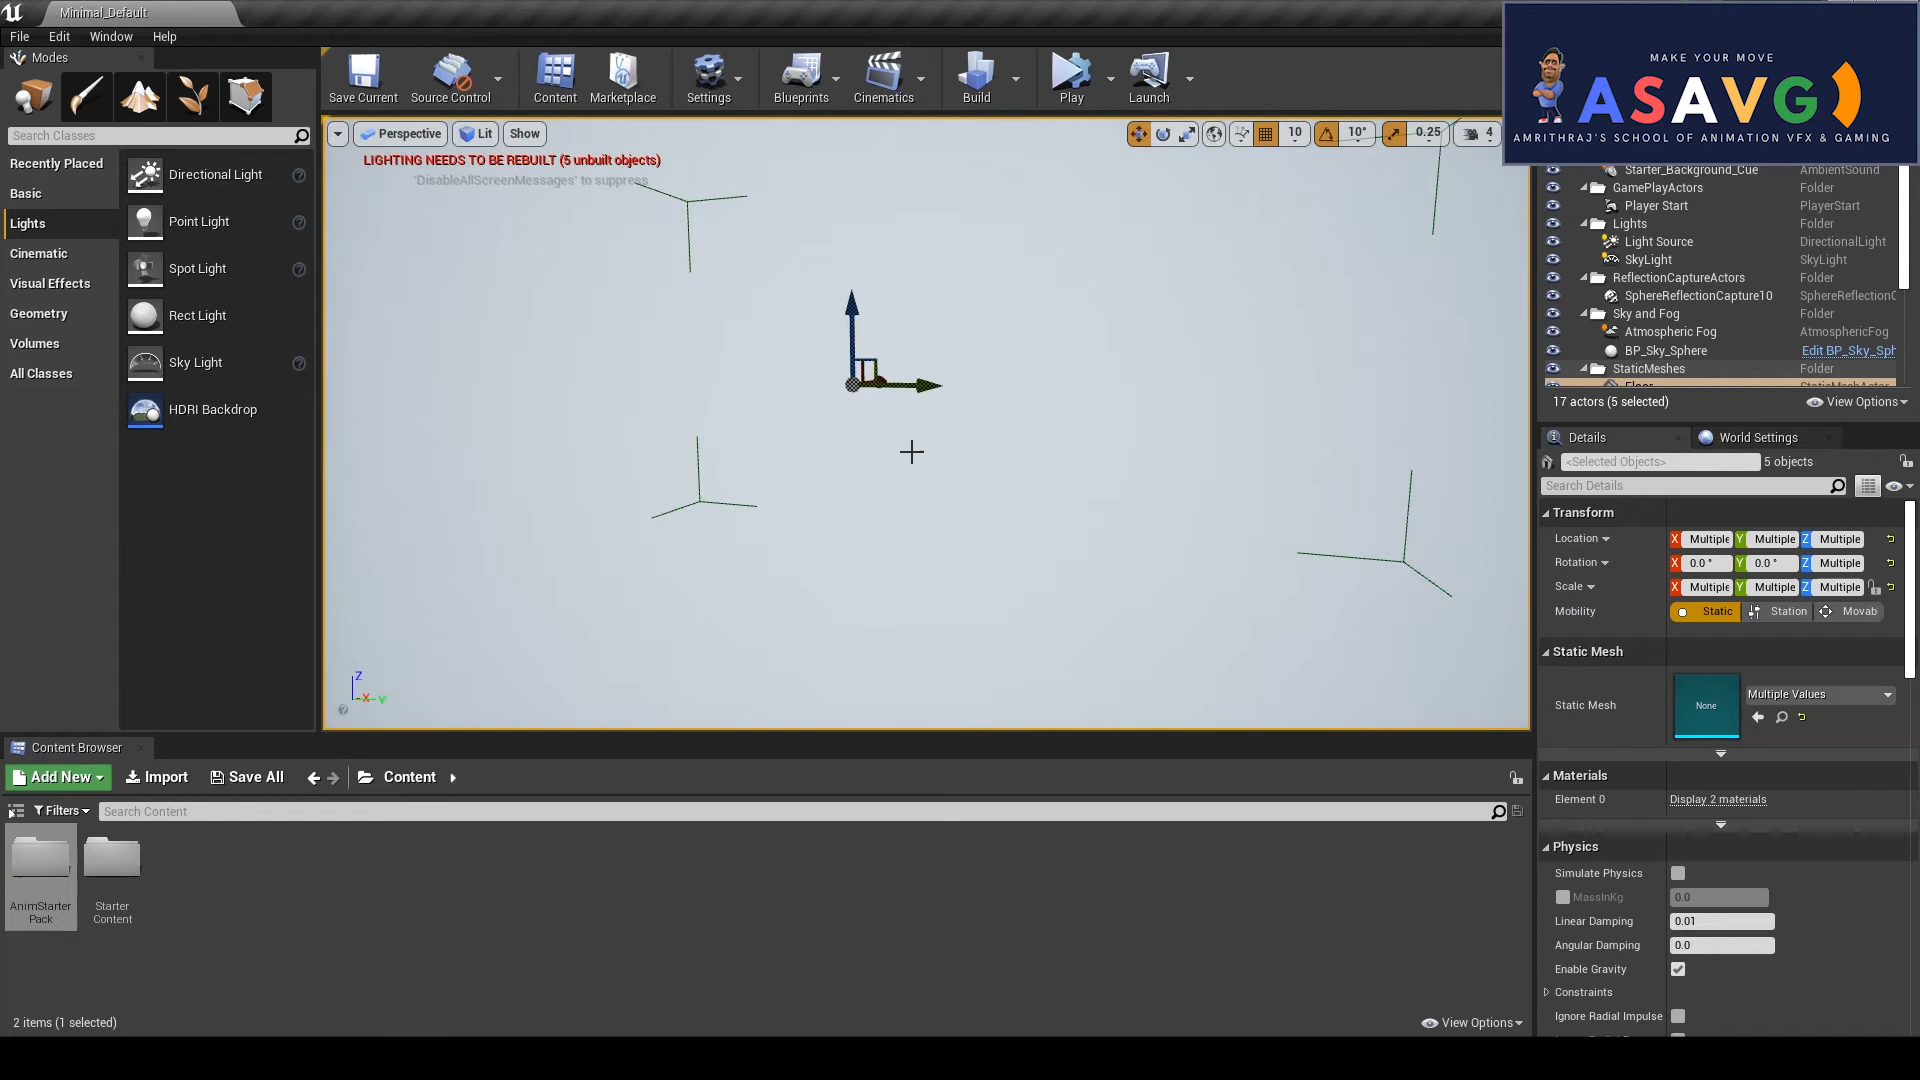 Minimal_Default
File Edit Window Help
MAKE YOUR MOVE
ASAVG
AMRITHRAJ'S SCHOOL OF ANIMATION VFX & GAMING
Modes
Save Current Source Control Content Marketplace Settings Blueprints Cinematics Build Play Launch
Search Classes
Perspective Lit Show 10 10° 0.25 4
LIGHTING NEEDS TO BE REBUILT (5 unbuilt objects)
'DisableAllScreenMessages' to suppress
Recently Placed
Basic
Lights
Cinematic
Visual Effects
Geometry
Volumes
All Classes
Directional Light
Point Light
Spot Light
Rect Light
Sky Light
HDRI Backdrop
Z
X Y
Starter_Background_Cue AmbientSound
GamePlayActors Folder
Player Start PlayerStart
Lights Folder
Light Source DirectionalLight
SkyLight SkyLight
ReflectionCaptureActors Folder
SphereReflectionCapture10 SphereReflectionC
Sky and Fog Folder
Atmospheric Fog AtmosphericFog
BP_Sky_Sphere Edit BP_Sky_Sph
StaticMeshes Folder
Floor StaticMeshActor
17 actors (5 selected) View Options
Details World Settings
<Selected Objects> 5 objects
Search Details
Transform
Location X Multiple Y Multiple Z Multiple
Rotation X 0.0 ° Y 0.0 ° Z Multiple
Scale X Multiple Y Multiple Z Multiple
Mobility Static Station Movab
Static Mesh
Static Mesh None Multiple Values
Materials
Element 0 Display 2 materials
Physics
Simulate Physics
MassInKg 0.0
Linear Damping 0.01
Angular Damping 0.0
Enable Gravity
Constraints
Ignore Radial Impulse
Content Browser
Add New Import Save All Content
Filters Search Content
AnimStarter
Pack
Starter
Content
2 items (1 selected) View Options